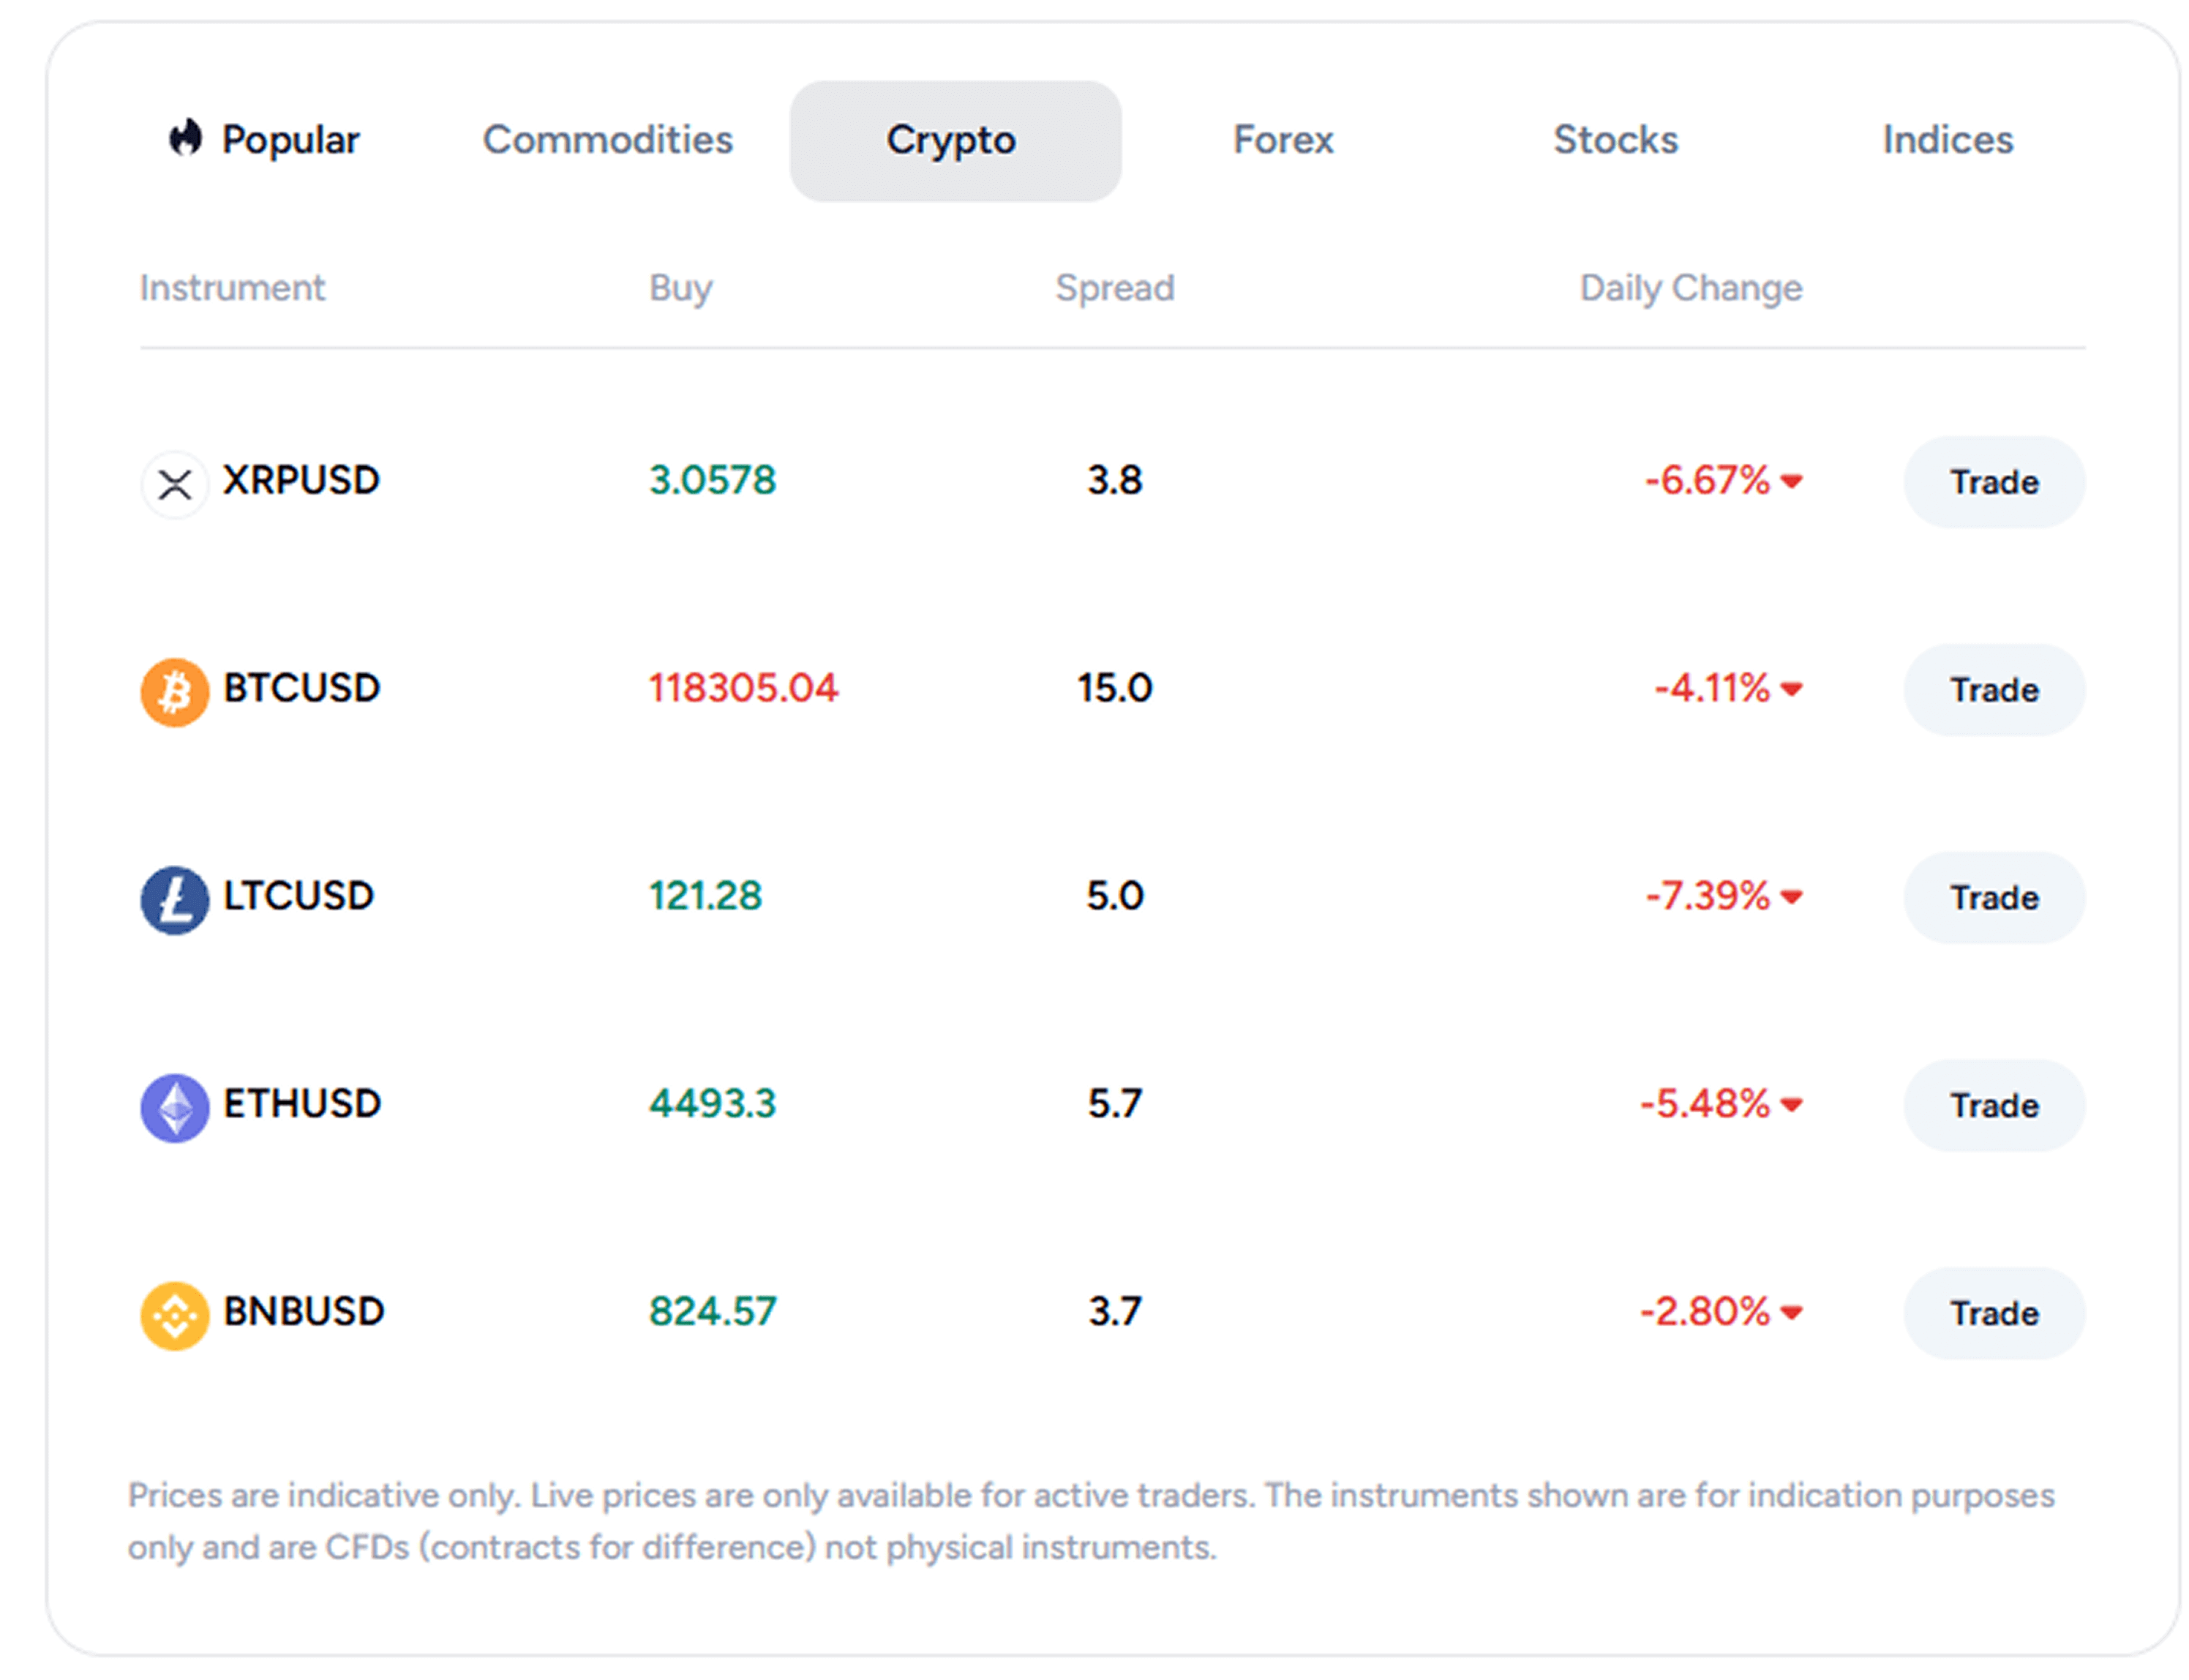 Popular Commodities Crypto Forex Stocks Indices
Instrument Buy Spread Daily Change
XRPUSD 3.0578 3.8 -6.67% Trade
BTCUSD 118305.04 15.0 -4.11% Trade
LTCUSD 121.28 5.0 -7.39% Trade
ETHUSD 4493.3 5.7 -5.48% Trade
BNBUSD 824.57 3.7 -2.80% Trade
Prices are indicative only. Live prices are only available for active traders. The instruments shown are for indication purposes
only and are CFDs (contracts for difference) not physical instruments.